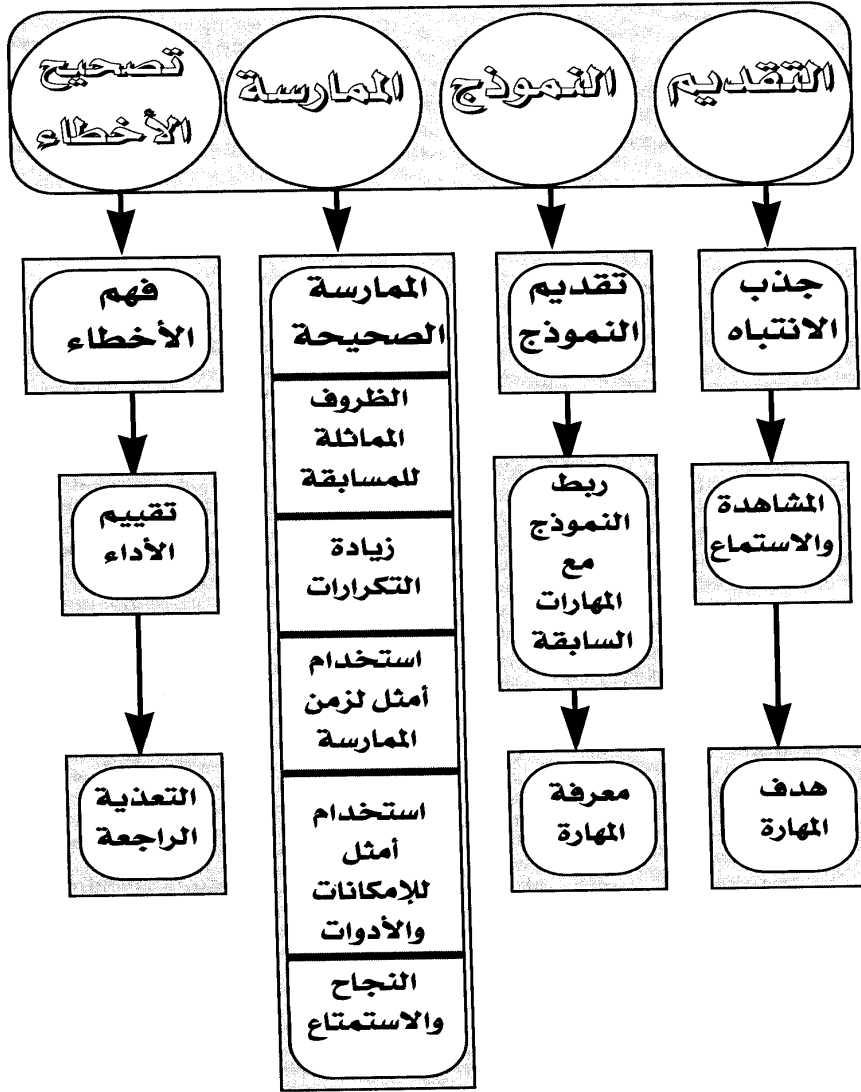 التقديم
النموذج
الممارسة
تصحيح
الأخطاء
جذب
الانتباه
المشاهدة
والاستماع
هدف
المهارة
تقديم
النموذج
ربط
النموذج
مع
المهارات
السابقة
معرفة
المهارة
الممارسة
الصحيحة
الظروف
المماثلة
للمسابقة
زيادة
التكرارات
استخدام
أمثل لزمن
الممارسة
استخدام
أمثل
للإمكانات
والأدوات
النجاح
والاستمتاع
فهم
الأخطاء
تقييم
الأداء
التعذية
الراجعة